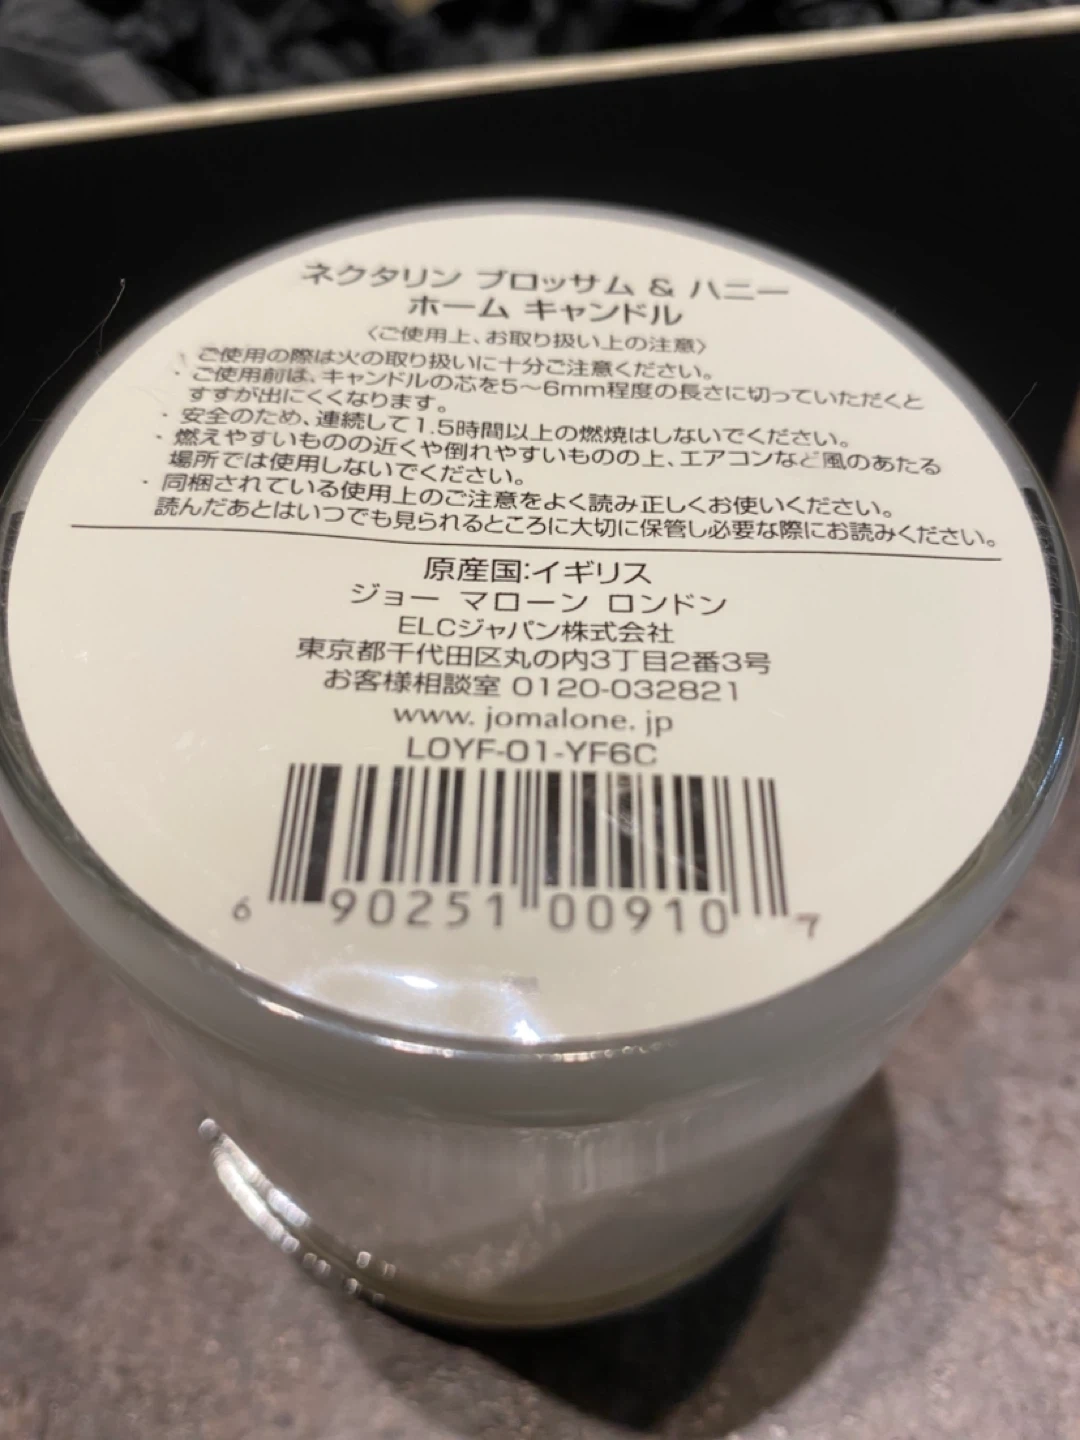 ネクタリン ブロッサム & ハニー
ホーム キャンドル
〈ご使用上、お取り扱い上の注意〉
・ご使用の際は火の取り扱いに十分ご注意ください。
・ご使用前は、キャンドルの芯を5〜6mm程度の長さに切っていただくと
すすが出にくくなります。
・安全のため、連続して1.5時間以上の燃焼はしないでください。
・燃えやすいものの近くや倒れやすいものの上、エアコンなど風のあたる
場所では使用しないでください。
・同梱されている使用上のご注意をよく読み正しくお使いください。
読んだあとはいつでも見られるところに大切に保管し必要な際にお読みください。
原産国:イギリス
ジョー マローン ロンドン
ELCジャパン株式会社
東京都千代田区丸の内3丁目2番3号
お客様相談室 0120-032821
www. jomalone. jp
L0YF-01-YF6C
6 90251 00910 7